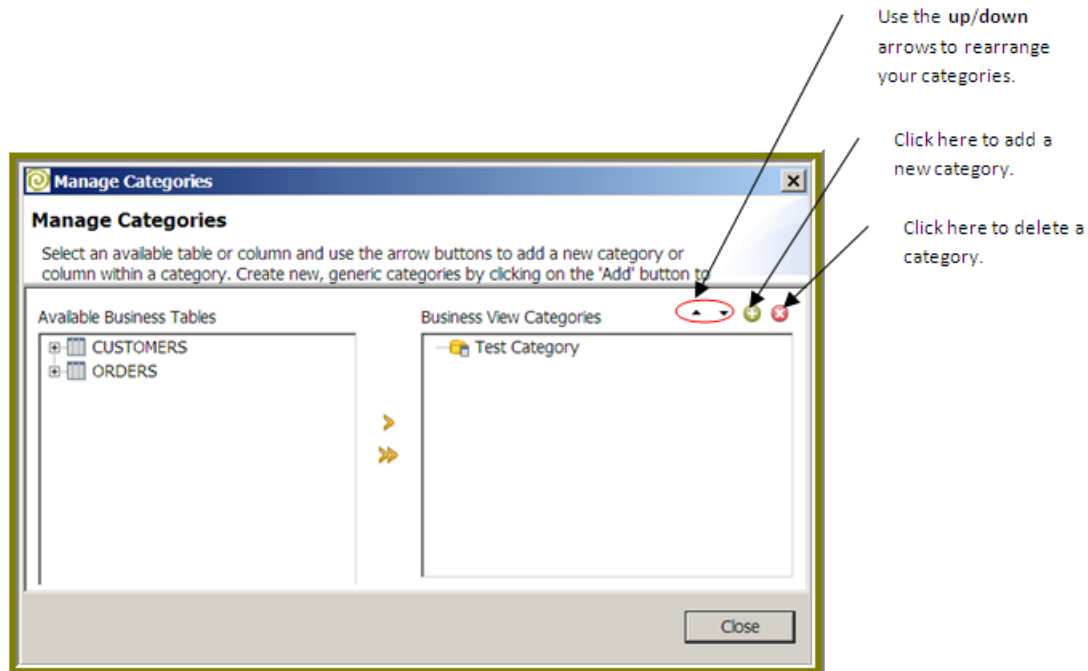 Use the up/down
arrows to rearrange
your categories.
Click here to add a
new category.
Click here to delete a
category.
Manage Categories
Manage Categories
Select an available table or column and use the arrow buttons to add a new category or
column within a category. Create new, generic categories by clicking on the 'Add' button to
Available Business Tables
Business View Categories
CUSTOMERS
ORDERS
Test Category
Close